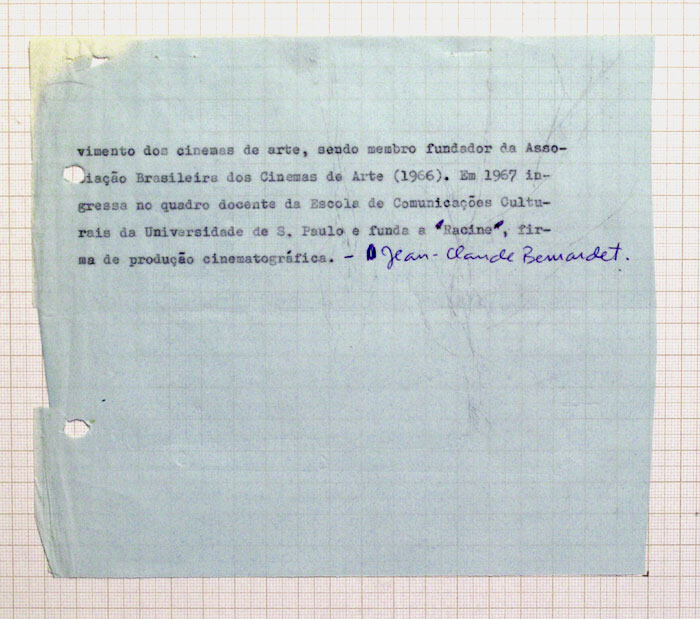 vimento dos cinemas de arte, sendo membro fundador da Asso-
ciação Brasileira dos Cinemas de Arte (1966). Em 1967 in-
gressa no quadro docente da Escola de Comunicações Cultu-
rais da Universidade de S. Paulo e funda a "Racine", fir-
ma de produção cinematográfica. - Jean-Claude Bernardet.